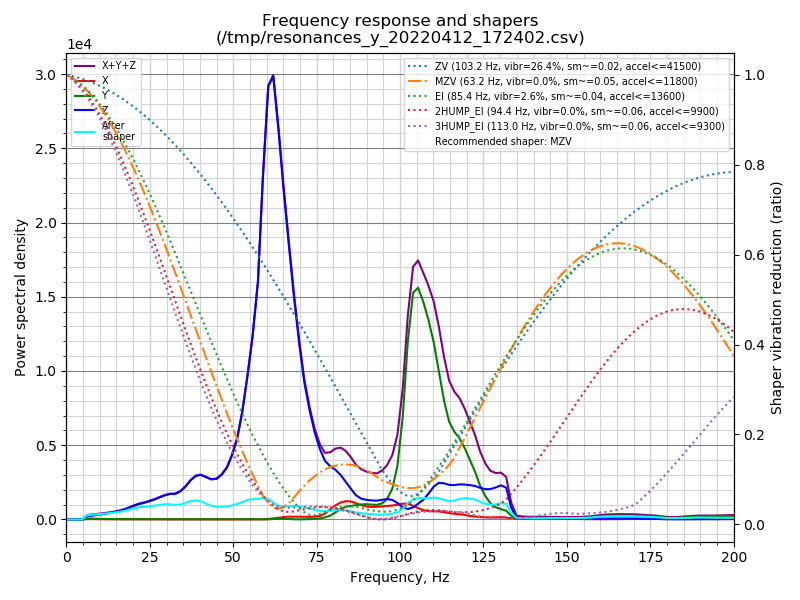 Frequency response and shapers
(/tmp/resonances_y_20220412_172402.csv)
1e4
X+Y+Z
X
Y
Z
After
shaper
ZV (103.2 Hz, vibr=26.4%, sm~=0.02, accel<=41500)
MZV (63.2 Hz, vibr=0.0%, sm~=0.05, accel<=11800)
EI (85.4 Hz, vibr=2.6%, sm~=0.04, accel<=13600)
2HUMP_EI (94.4 Hz, vibr=0.0%, sm~=0.06, accel<=9900)
3HUMP_EI (113.0 Hz, vibr=0.0%, sm~=0.06, accel<=9300)
Recommended shaper: MZV
Power spectral density
3.0
2.5
2.0
1.5
1.0
0.5
0.0
1.0
0.8
0.6
0.4
0.2
0.0
Shaper vibration reduction (ratio)
0 25 50 75 100 125 150 175 200
Frequency, Hz